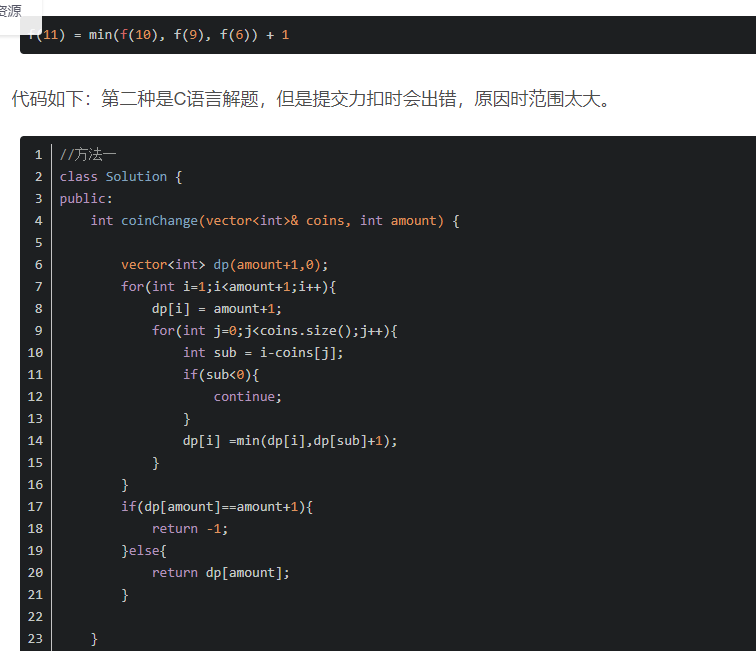 资源
f(11) = min(f(10), f(9), f(6)) + 1
代码如下：第二种是C语言解题，但是提交力扣时会出错，原因时范围太大。
1 //方法一
2 class Solution {
3 public:
4     int coinChange(vector<int>& coins, int amount) {
5
6         vector<int> dp(amount+1,0);
7         for(int i=1;i<amount+1;i++){
8             dp[i] = amount+1;
9             for(int j=0;j<coins.size();j++){
10                 int sub = i-coins[j];
11                 if(sub<0){
12                     continue;
13                 }
14                 dp[i] =min(dp[i],dp[sub]+1);
15             }
16         }
17         if(dp[amount]==amount+1){
18             return -1;
19         }else{
20             return dp[amount];
21         }
22
23     }